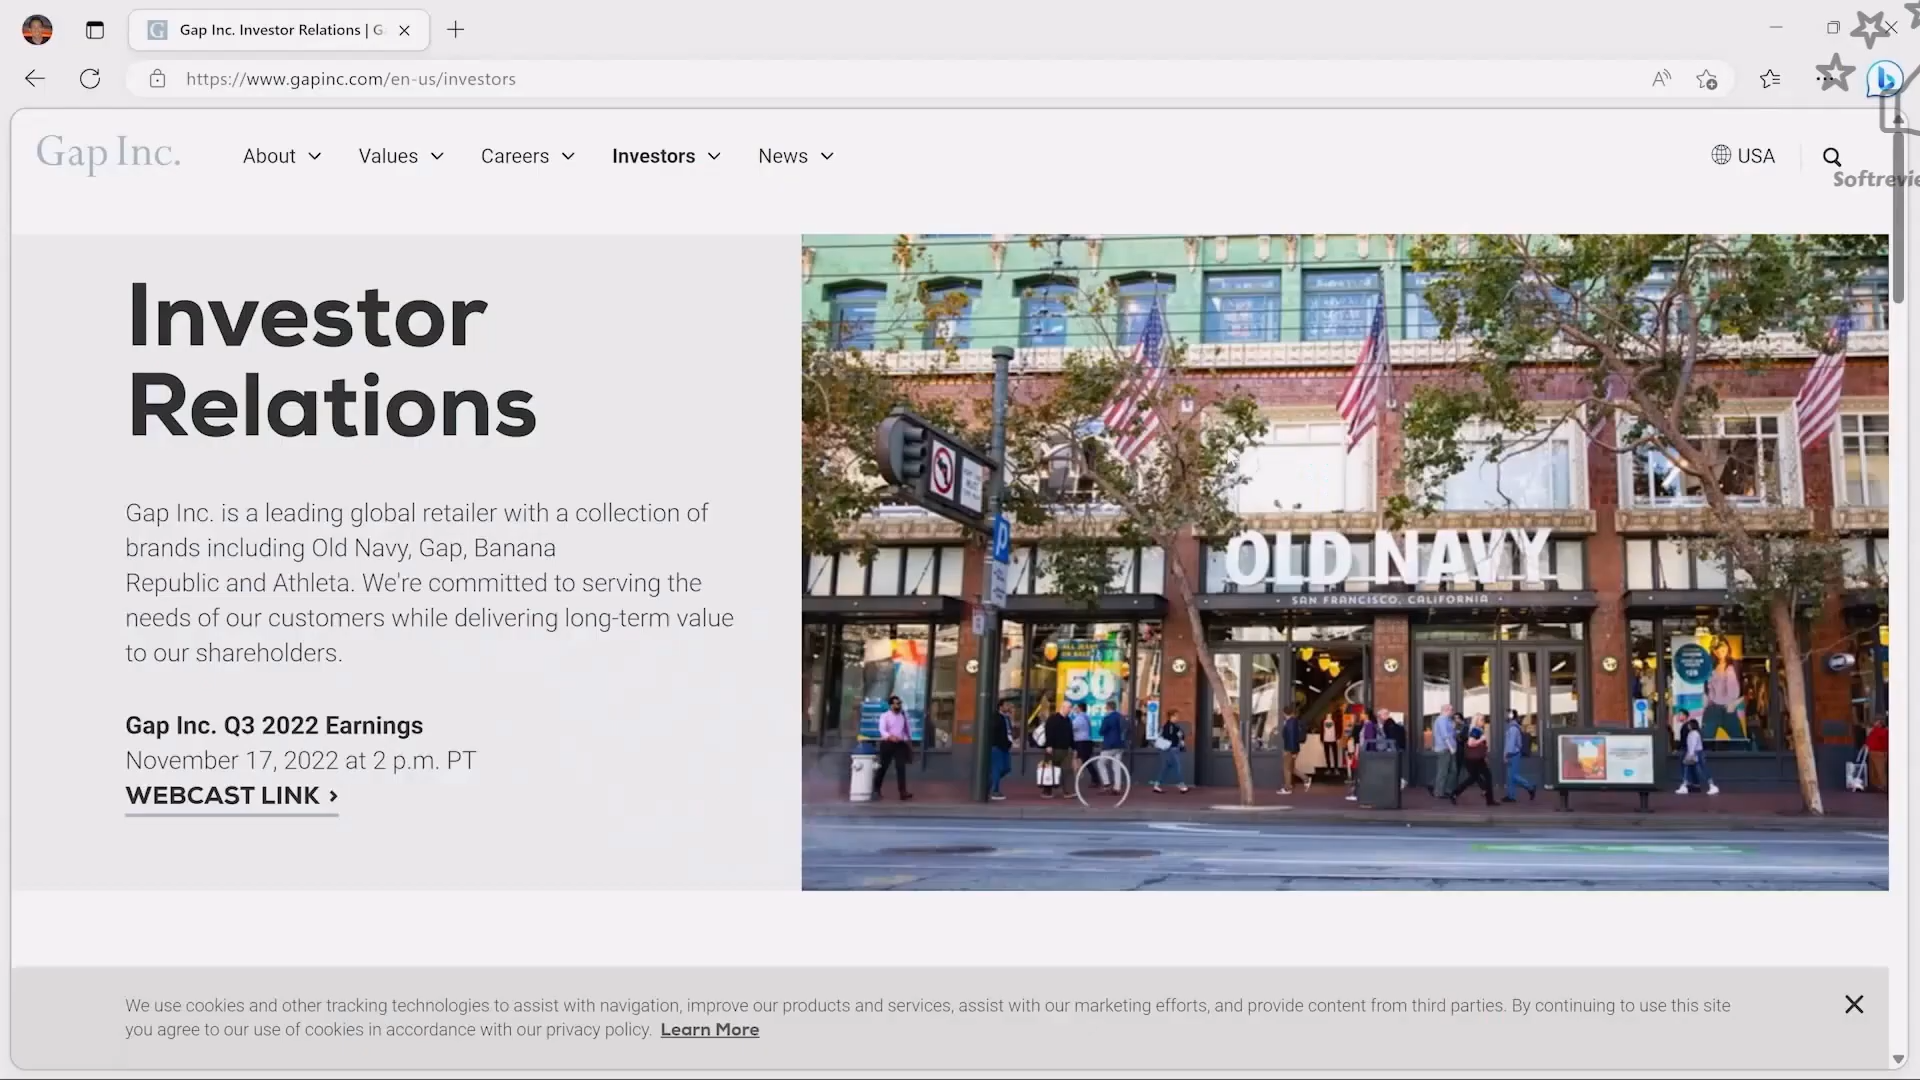 Gap Inc. Investor Relations | G
https://www.gapinc.com/en-us/investors
Gap Inc.
About
Values
Careers
Investors
News
USA
Softrevie
Investor
Relations
Gap Inc. is a leading global retailer with a collection of
brands including Old Navy, Gap, Banana
Republic and Athleta. We're committed to serving the
needs of our customers while delivering long-term value
to our shareholders.
Gap Inc. Q3 2022 Earnings
November 17, 2022 at 2 p.m. PT
WEBCAST LINK
P
OLD NAVY
SAN FRANCISCO, CALIFORNIA
50
We use cookies and other tracking technologies to assist with navigation, improve our products and services, assist with our marketing efforts, and provide content from third parties. By continuing to use this site
you agree to our use of cookies in accordance with our privacy policy. Learn More